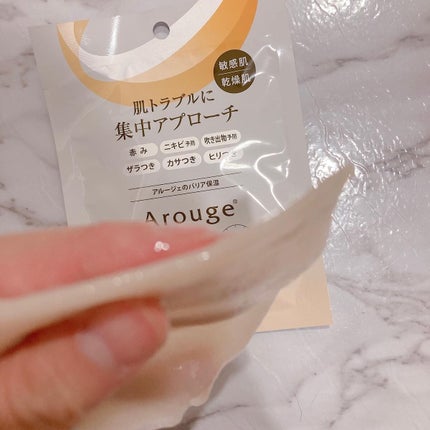 敏感肌
乾燥肌
肌トラブルに
集中アプローチ
赤み ニキビ予防 吹き出物予防
ザラつき カサつき
アルージェのバリア保湿
Arouge®